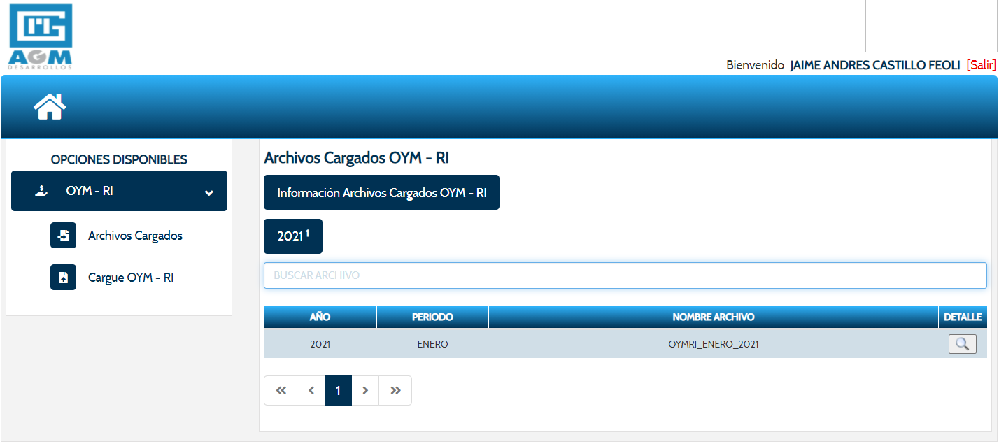 AGM
DESARROLLOS
Bienvenido JAIME ANDRES CASTILLO FEOLI [Salir]
OPCIONES DISPONIBLES
OYM - RI
Archivos Cargados
Cargue OYM - RI
Archivos Cargados OYM - RI
Información Archivos Cargados OYM - RI
2021 1
BUSCAR ARCHIVO
AÑO PERIODO NOMBRE ARCHIVO DETALLE
2021 ENERO OYMRI_ENERO_2021
« ‹ 1 › »